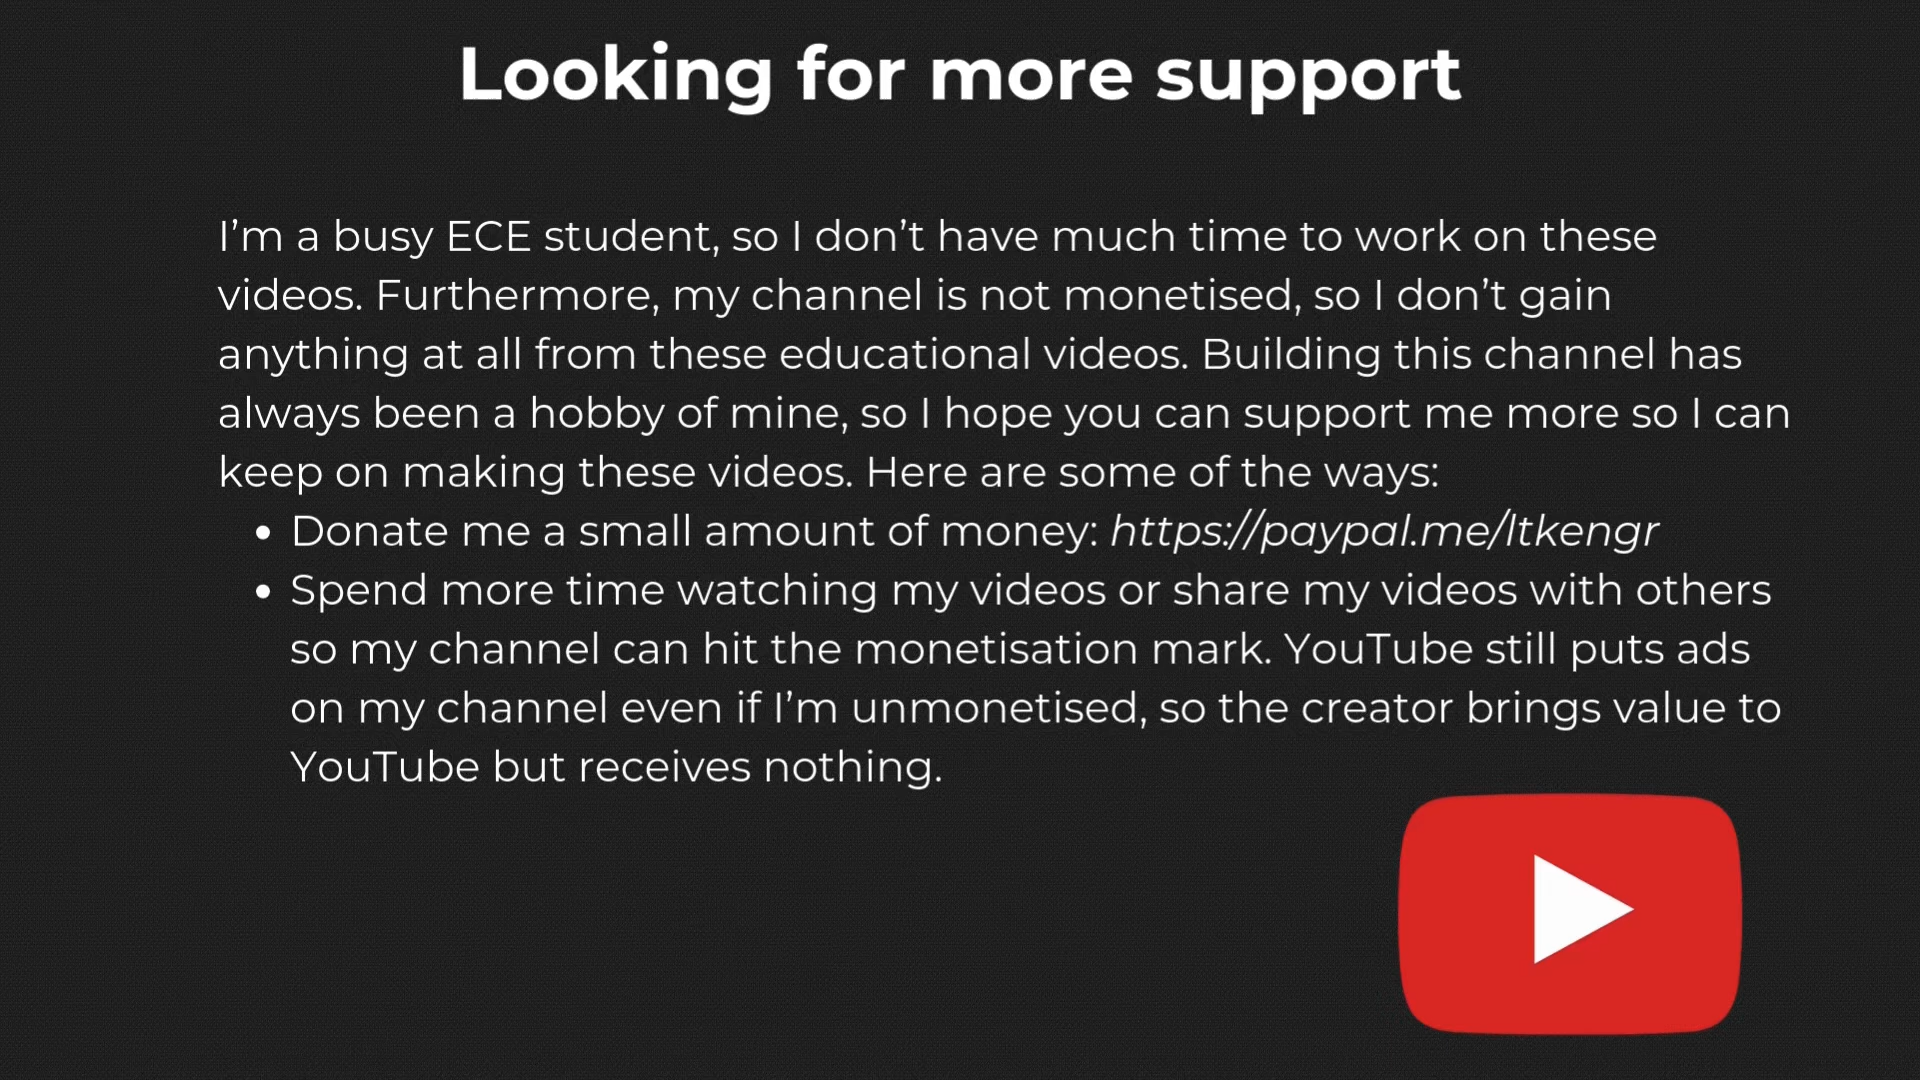 Looking for more support
I’m a busy ECE student, so I don’t have much time to work on these
videos. Furthermore, my channel is not monetised, so I don’t gain
anything at all from these educational videos. Building this channel has
always been a hobby of mine, so I hope you can support me more so I can
keep on making these videos. Here are some of the ways:
• Donate me a small amount of money: https://paypal.me/ltkengr
• Spend more time watching my videos or share my videos with others
so my channel can hit the monetisation mark. YouTube still puts ads
on my channel even if I’m unmonetised, so the creator brings value to
YouTube but receives nothing.